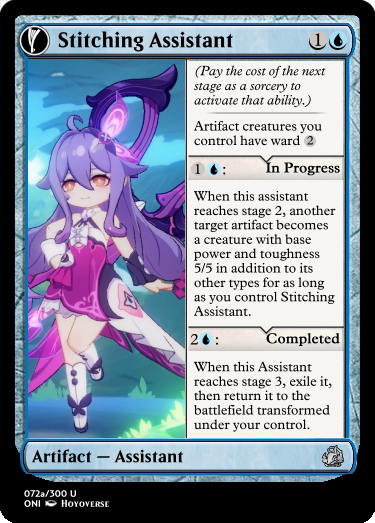 Stitching Assistant 1
(Pay the cost of the next
stage as a sorcery to
activate that ability.)
Artifact creatures you
control have ward 2
1 : In Progress
When this assistant
reaches stage 2, another
target artifact becomes
a creature with base
power and toughness
5/5 in addition to its
other types for as long
as you control Stitching
Assistant.
2 : Completed
When this Assistant
reaches stage 3, exile it,
then return it to the
battlefield transformed
under your control.
Artifact — Assistant
072a/300 U
ONI Hoyoverse